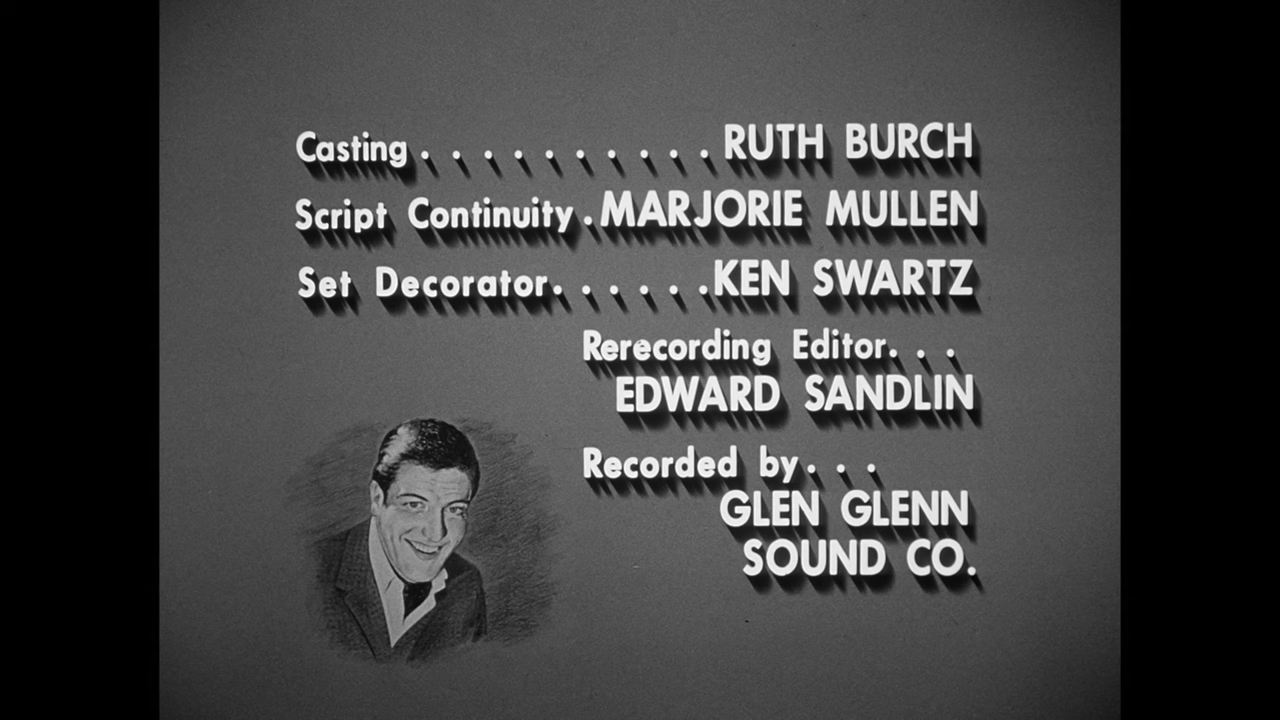 Casting . . . . . . . . . . RUTH BURCH
Script Continuity . MARJORIE MULLEN
Set Decorator . . . . . . KEN SWARTZ
Rerecording Editor . . .
EDWARD SANDLIN
Recorded by . . .
GLEN GLENN
SOUND CO.